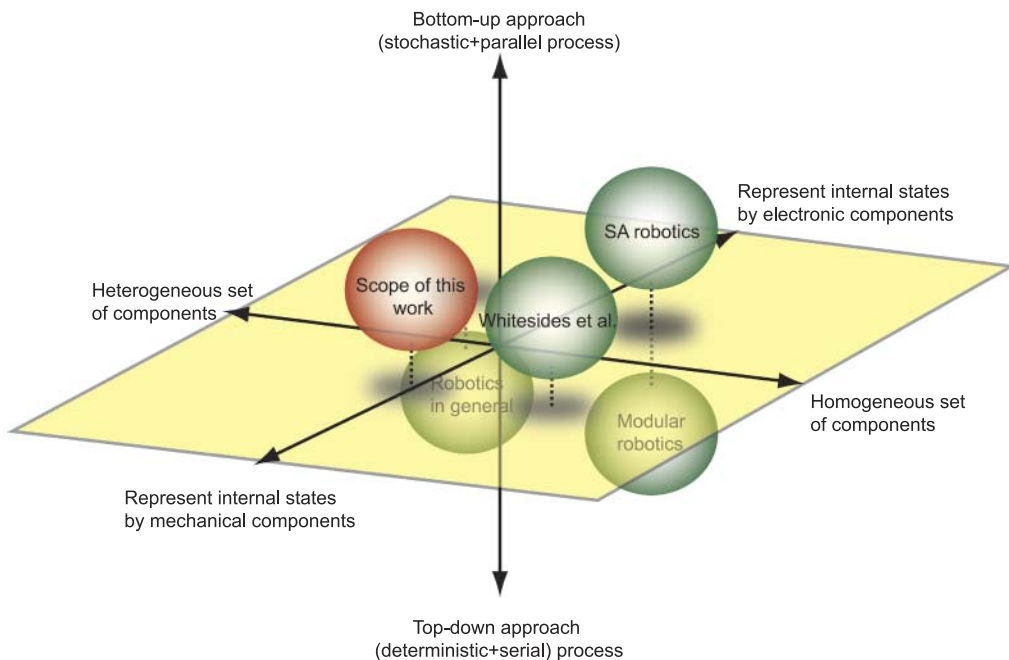 Bottom-up approach
(stochastic+parallel process)
Represent internal states
by electronic components
SA robotics
Scope of this
work
Heterogeneous set
of components
Whitesides et al.
Robotics
in general
Modular
robotics
Homogeneous set
of components
Represent internal states
by mechanical components
Top-down approach
(deterministic+serial) process